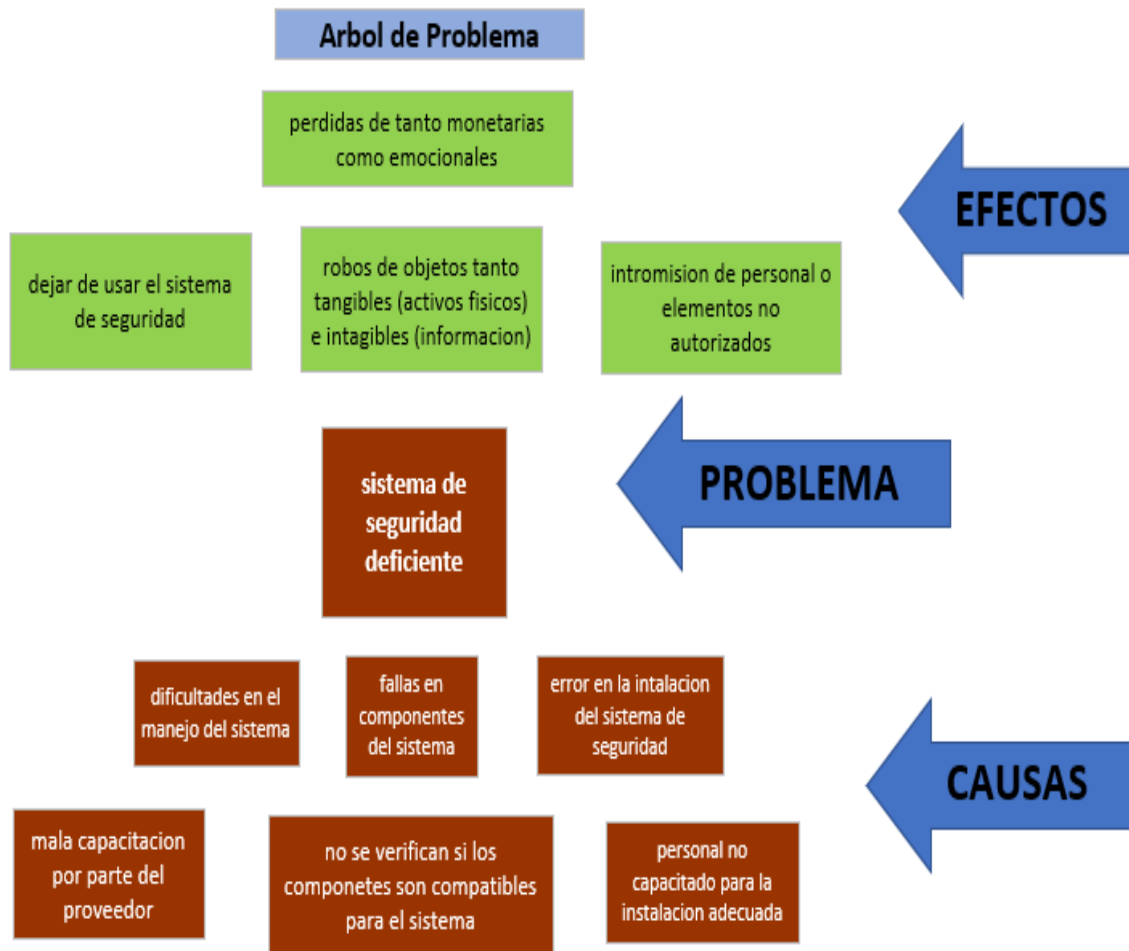 Arbol de Problema
perdidas de tanto monetarias
como emocionales
EFECTOS
dejar de usar el sistema
de seguridad
robos de objetos tanto
tangibles (activos fisicos)
e intagibles (informacion)
intromision de personal o
elementos no
autorizados
sistema de
seguridad
deficiente
PROBLEMA
dificultades en el
manejo del sistema
fallas en
componentes
del sistema
error en la intalacion
del sistema de
seguridad
CAUSAS
mala capacitacion
por parte del
proveedor
no se verifican si los
componetes son compatibles
para el sistema
personal no
capacitado para la
instalacion adecuada